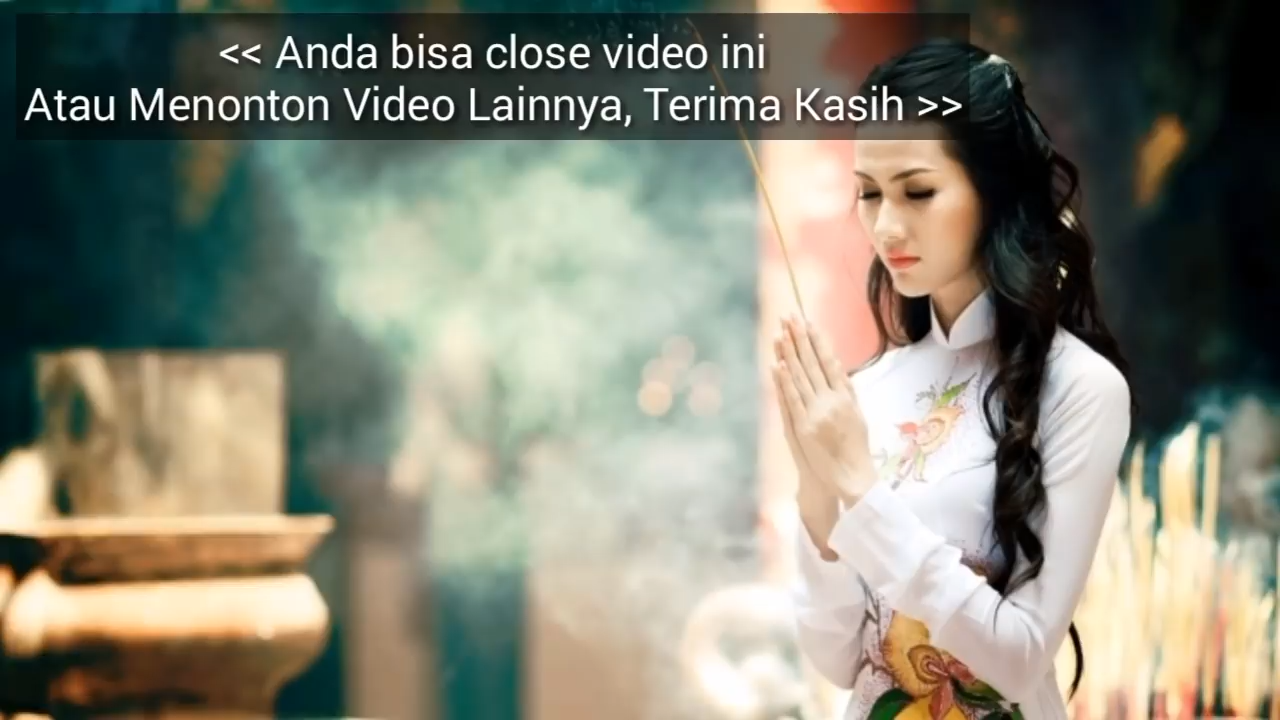 << Anda bisa close video ini
Atau Menonton Video Lainnya, Terima Kasih >>